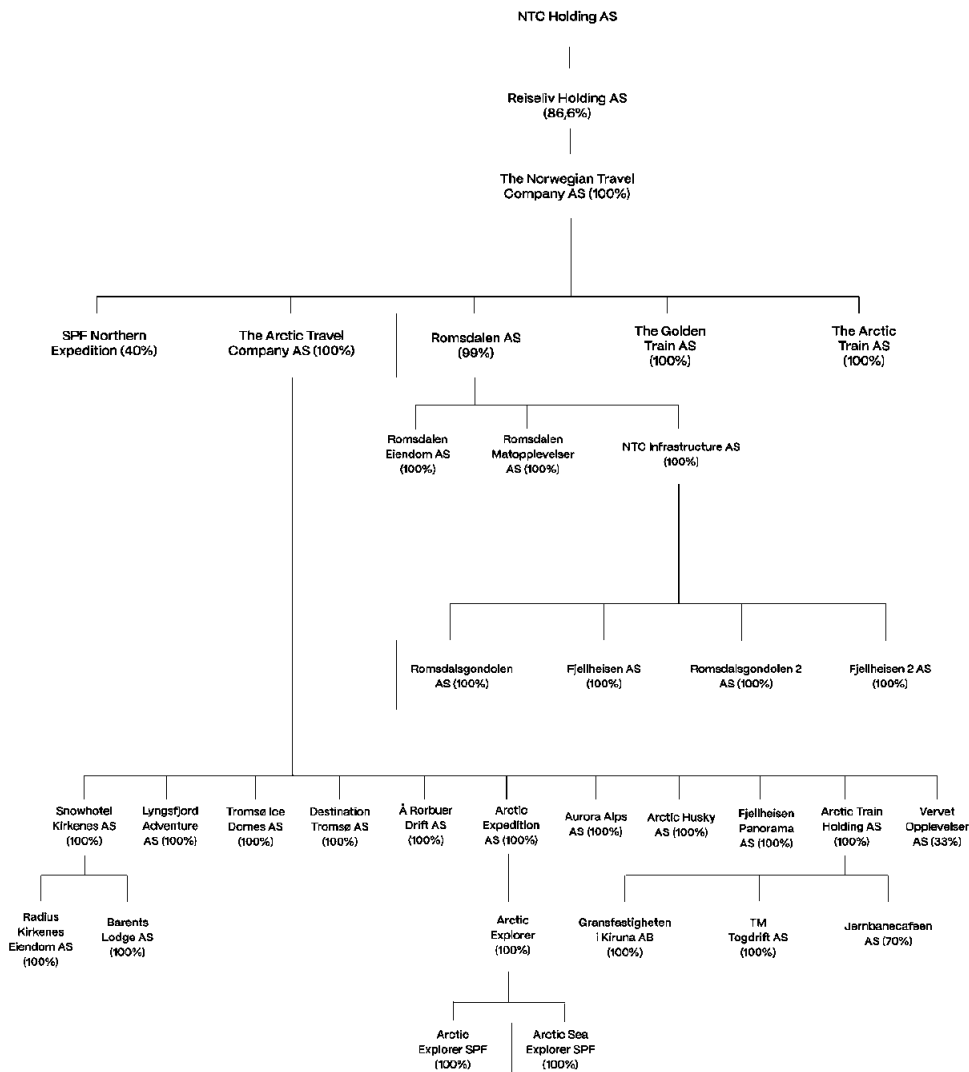 NTC Holding AS
Reiseliv Holding AS
(86,6%)
The Norwegian Travel
Company AS (100%)
SPF Northern
Expedition (40%)
The Arctic Travel
Company AS (100%)
Romsdalen AS
(99%)
The Golden
Train AS
(100%)
The Arctic
Train AS
(100%)
Romsdalen
Eiendom AS
(100%)
Romsdalen
Matopplevelser
AS (100%)
NTC Infrastructure AS
(100%)
Romsdalsgondolen
AS (100%)
Fjellheisen AS
(100%)
Romsdalsgondolen 2
AS (100%)
Fjellheisen 2 AS
(100%)
Snowhotel
Kirkenes AS
(100%)
Lyngsfjord
Adventure
AS (100%)
Tromsø Ice
Domes AS
(100%)
Destination
Tromsø AS
(100%)
Å Rorbuer
Drift AS
(100%)
Arctic
Expedition
AS (100%)
Aurora Alps
AS (100%)
Arctic Husky
AS (100%)
Fjellheisen
Panorama
AS (100%)
Arctic Train
Holding AS
(100%)
Vervet
Opplevelser
AS (33%)
Radius
Kirkenes
Eiendom AS
(100%)
Barents
Lodge AS
(100%)
Arctic
Explorer
(100%)
Gransfastigheten
i Kiruna AB
(100%)
TM
Togdrift AS
(100%)
Jernbanecafeen
AS (70%)
Arctic
Explorer SPF
(100%)
Arctic Sea
Explorer SPF
(100%)